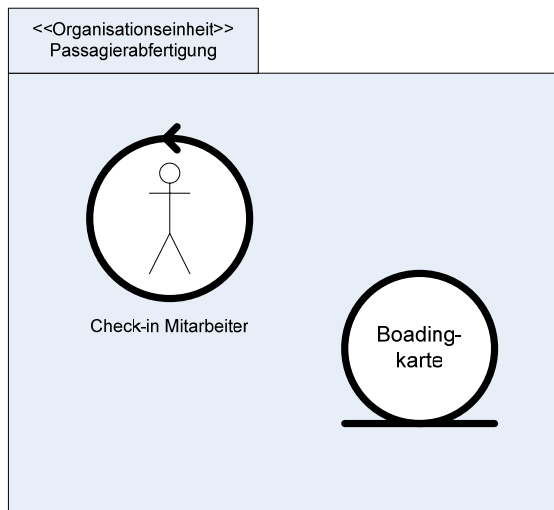 <<Organisationseinheit>>
Passagierabfertigung
Check-in Mitarbeiter
Boading-
karte